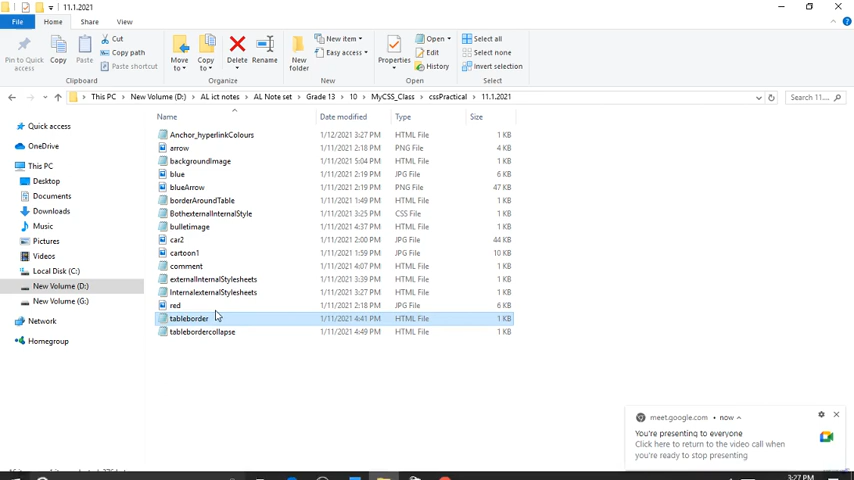 11.1.2021
File Home Share View
Pin to Quick access
Copy
Paste
Cut
Copy path
Paste shortcut
Clipboard
Move to
Copy to
Delete
Rename
Organize
New folder
New item
Easy access
New
Properties
Open
Edit
History
Open
Select all
Select none
Invert selection
Select
This PC New Volume (D:) AL ict notes AL Note set Grade 13 10 MyCSS_Class cssPractical 11.1.2021
Search 11....
Name Date modified Type Size
Quick access
OneDrive
This PC
Desktop
Documents
Downloads
Music
Pictures
Videos
Local Disk (C:)
New Volume (D:)
New Volume (G:)
Network
Homegroup
Anchor_hyperlinkColours 1/12/2021 3:27 PM HTML File 1 KB
arrow 1/11/2021 2:18 PM PNG File 4 KB
backgroundImage 1/11/2021 5:04 PM HTML File 1 KB
blue 1/11/2021 2:19 PM JPG File 6 KB
blueArrow 1/11/2021 2:19 PM PNG File 47 KB
borderAroundTable 1/11/2021 1:49 PM HTML File 1 KB
BothexternalInternalStyle 1/11/2021 3:25 PM CSS File 1 KB
bulletimage 1/11/2021 4:37 PM HTML File 1 KB
car2 1/11/2021 2:00 PM JPG File 44 KB
cartoon1 1/11/2021 1:59 PM JPG File 10 KB
comment 1/11/2021 4:07 PM HTML File 1 KB
externalInternalStylesheets 1/11/2021 3:39 PM HTML File 1 KB
InternalexternalStylesheets 1/11/2021 3:27 PM HTML File 1 KB
red 1/11/2021 2:18 PM JPG File 6 KB
tableborder 1/11/2021 4:41 PM HTML File 1 KB
tablebordercollapse 1/11/2021 4:49 PM HTML File 1 KB
meet.google.com • now
You're presenting to everyone
Click here to return to the video call when
you're ready to stop presenting
3:27 PM